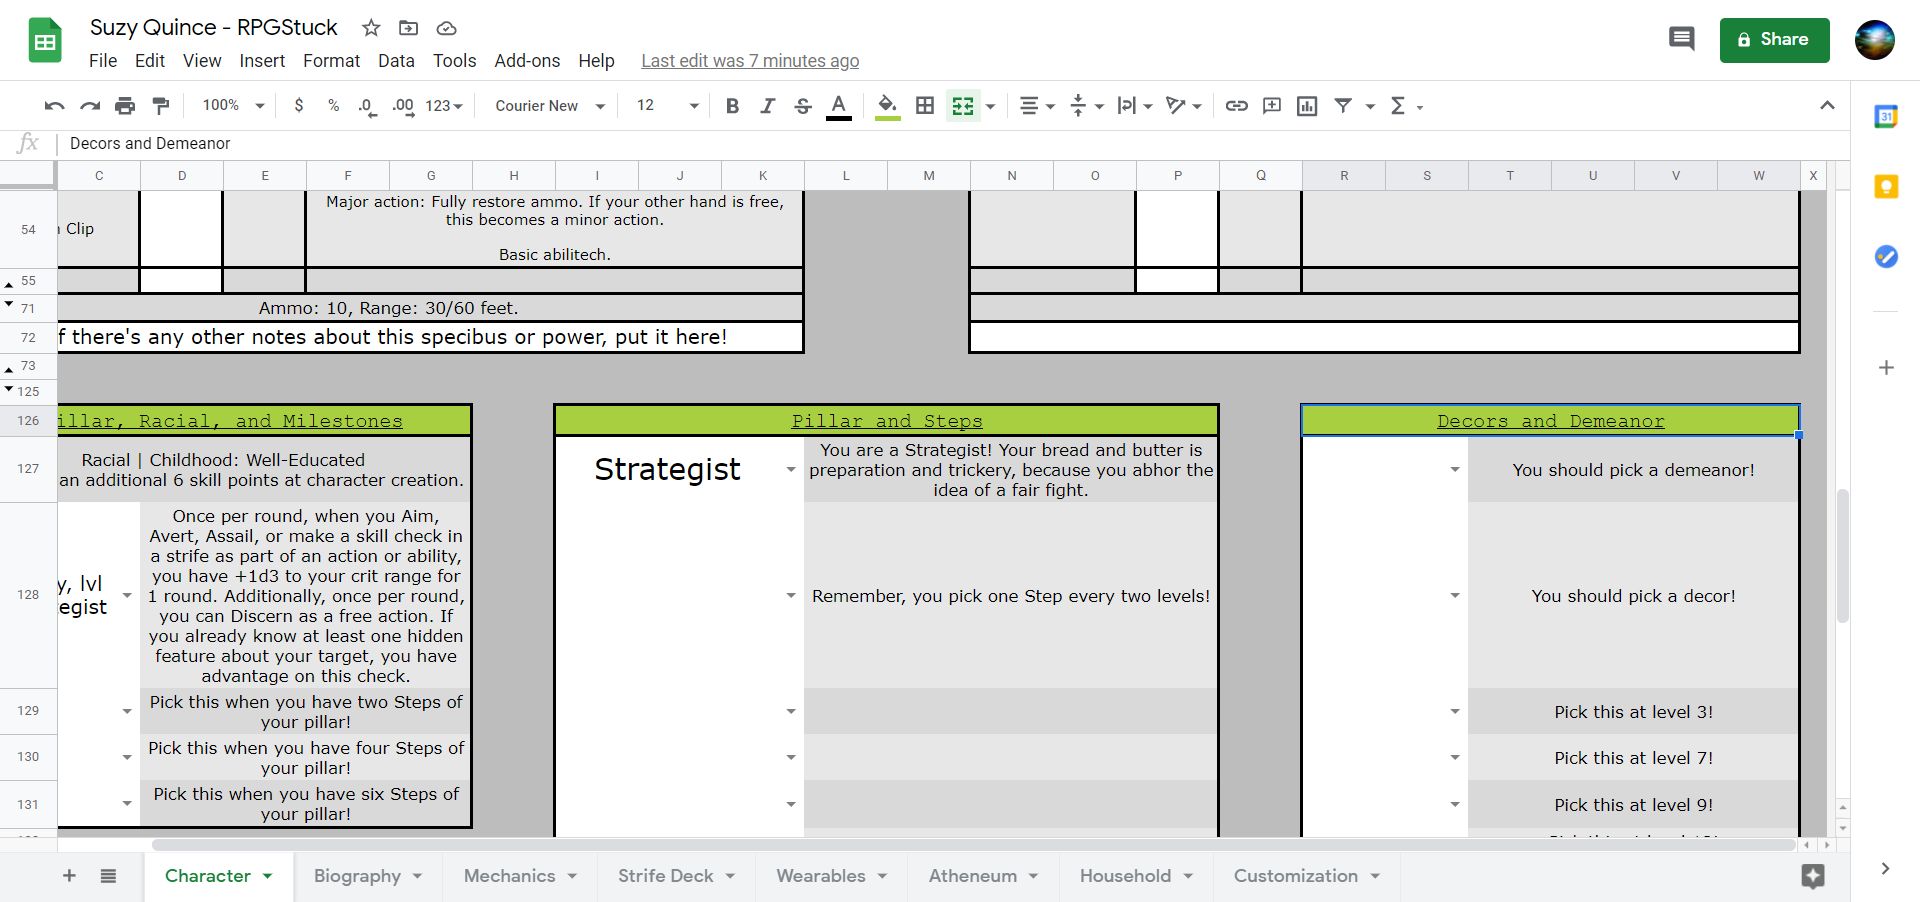 Suzy Quince - RPGStuck
File Edit View Insert Format Data Tools Add-ons Help Last edit was 7 minutes ago
Share
100% $ % .0 .00 123 Courier New 12 B I S A
fx Decors and Demeanor
C D E F G H I J K L M N O P Q R S T U V W X
54
Clip
Major action: Fully restore ammo. If your other hand is free,
this becomes a minor action.
Basic abilitech.
55
71 Ammo: 10, Range: 30/60 feet.
72 f there's any other notes about this specibus or power, put it here!
73
125
126 illar, Racial, and Milestones Pillar and Steps Decors and Demeanor
127
Racial | Childhood: Well-Educated
an additional 6 skill points at character creation.
Strategist
You are a Strategist! Your bread and butter is
preparation and trickery, because you abhor the
idea of a fair fight.
You should pick a demeanor!
128
y, lvl
egist
Once per round, when you Aim,
Avert, Assail, or make a skill check in
a strife as part of an action or ability,
you have +1d3 to your crit range for
1 round. Additionally, once per round,
you can Discern as a free action. If
you already know at least one hidden
feature about your target, you have
advantage on this check.
Remember, you pick one Step every two levels!
You should pick a decor!
129
Pick this when you have two Steps of
your pillar!
Pick this at level 3!
130
Pick this when you have four Steps of
your pillar!
Pick this at level 7!
131
Pick this when you have six Steps of
your pillar!
Pick this at level 9!
Character Biography Mechanics Strife Deck Wearables Atheneum Household Customization
31